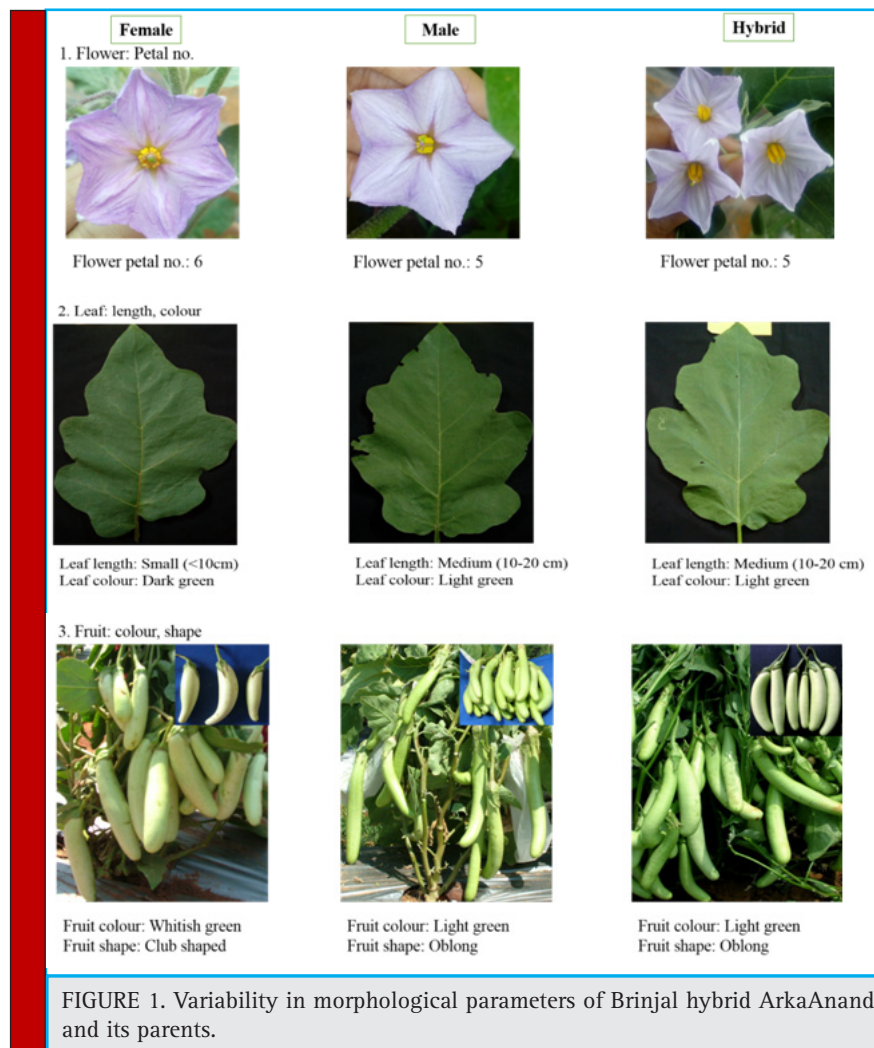 Female Male Hybrid
1. Flower: Petal no.
Flower petal no.: 6 Flower petal no.: 5 Flower petal no.: 5
2. Leaf: length, colour
Leaf length: Small (<10cm) Leaf length: Medium (10-20 cm) Leaf length: Medium (10-20 cm)
Leaf colour: Dark green Leaf colour: Light green Leaf colour: Light green
3. Fruit: colour, shape
Fruit colour: Whitish green Fruit colour: Light green Fruit colour: Light green
Fruit shape: Club shaped Fruit shape: Oblong Fruit shape: Oblong
FIGURE 1. Variability in morphological parameters of Brinjal hybrid ArkaAnand
and its parents.